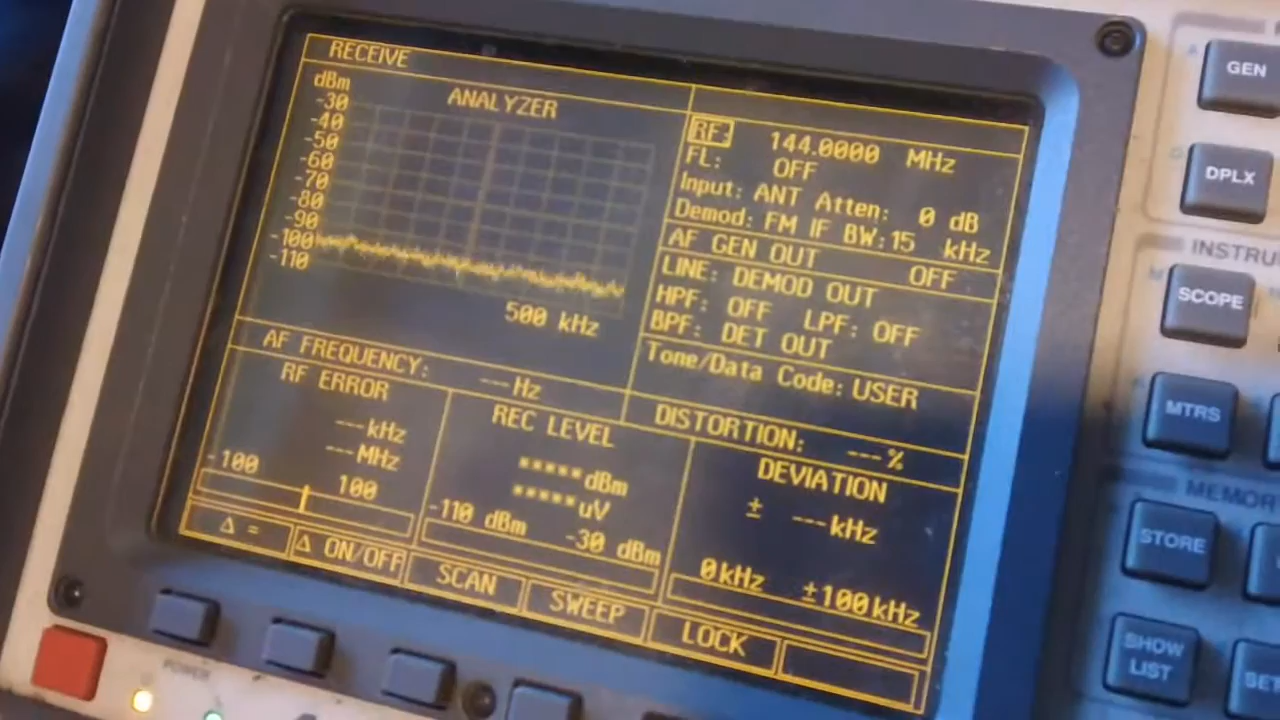 RECEIVE
dBm
ANALYZER
-30
-40
-50
-60
-70
-80
-90
-100
-110
500 kHz
RF: 144.0000 MHz
FL: OFF
Input: ANT Atten: 0 dB
Demod: FM IF BW:15 kHz
AF GEN OUT OFF
LINE: DEMOD OUT
HPF: OFF LPF: OFF
BPF: DET OUT
Tone/Data Code: USER
AF FREQUENCY: ---Hz
DISTORTION: ---%
RF ERROR
---kHz
---MHz
-100 100
REC LEVEL
*****dBm
*****uV
-110 dBm -30 dBm
DEVIATION
± ---kHz
0kHz ±100kHz
Δ =
Δ ON/OFF
SCAN
SWEEP
LOCK
POWER
GEN
DPLX
INSTRU
SCOPE
MTRS
MEMOR
STORE
SHOW
LIST
SET